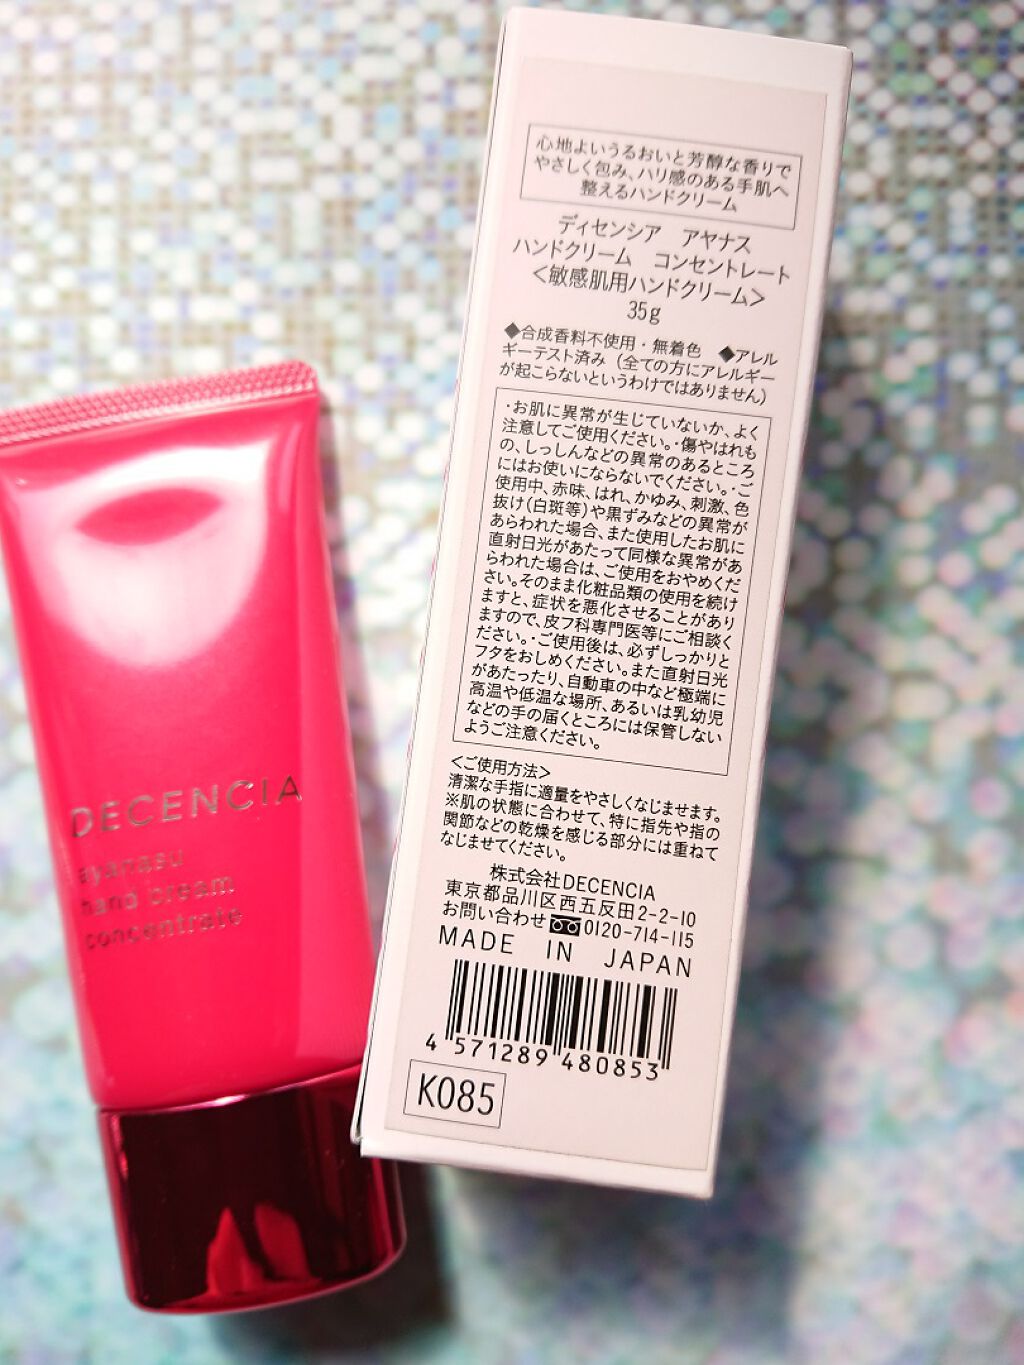 心地よいうるおいと芳醇な香りで
やさしく包み、ハリ感のある手肌へ
整えるハンドクリーム
ディセンシア アヤナス
ハンドクリーム コンセントレート
<敏感肌用ハンドクリーム>
35g
◆合成香料不使用・無着色 ◆アレル
ギーテスト済み(全ての方にアレルギー
が起こらないというわけではありません)
・お肌に異常が生じていないか、よく
注意してご使用ください。・傷やはれも
の、しっしんなどの異常のあるところ
にはお使いにならないでください。・ご
使用中、赤味、はれ、かゆみ、刺激、色
抜け(白斑等)や黒ずみなどの異常が
あらわれた場合、また使用したお肌に
直射日光があたって同様な異常があ
らわれた場合は、ご使用をおやめくだ
さい。そのまま化粧品類の使用を続け
ますと、症状を悪化させることがあり
ますので、皮フ科専門医等にご相談く
ださい。・ご使用後は、必ずしっかりと
フタをおしめください。また直射日光
があたったり、自動車の中など極端に
高温や低温な場所、あるいは乳幼児
などの手の届くところには保管しない
ようご注意ください。
<ご使用方法>
清潔な手指に適量をやさしくなじませます。
※肌の状態に合わせて、特に指先や指の
関節などの乾燥を感じる部分には重ねて
なじませてください。
株式会社DECENCIA
東京都品川区西五反田2-2-10
お問い合わせ 0120-714-115
MADE IN JAPAN
4 571289 480853
K085
DECENCIA
ayanasu
hand cream
concentrate